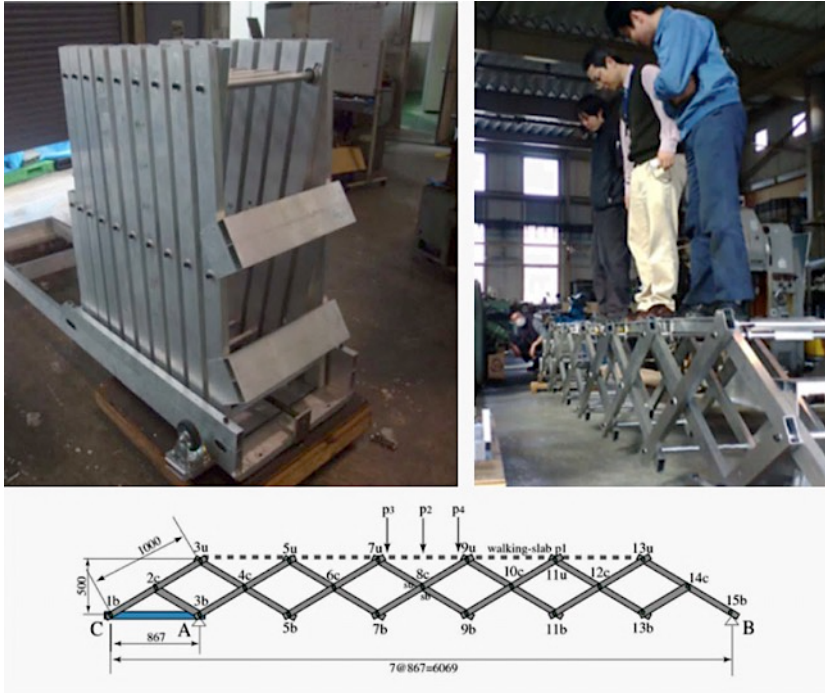 p3 p2 p4
1000
3u 5u 7u 9u walking-slab p1 13u
500
2c 4c 6c 8c 10c 11u 12c 14c
sb
1b 3b 15b
C A 5b 7b 9b 11b 13b B
867
7@867=6069